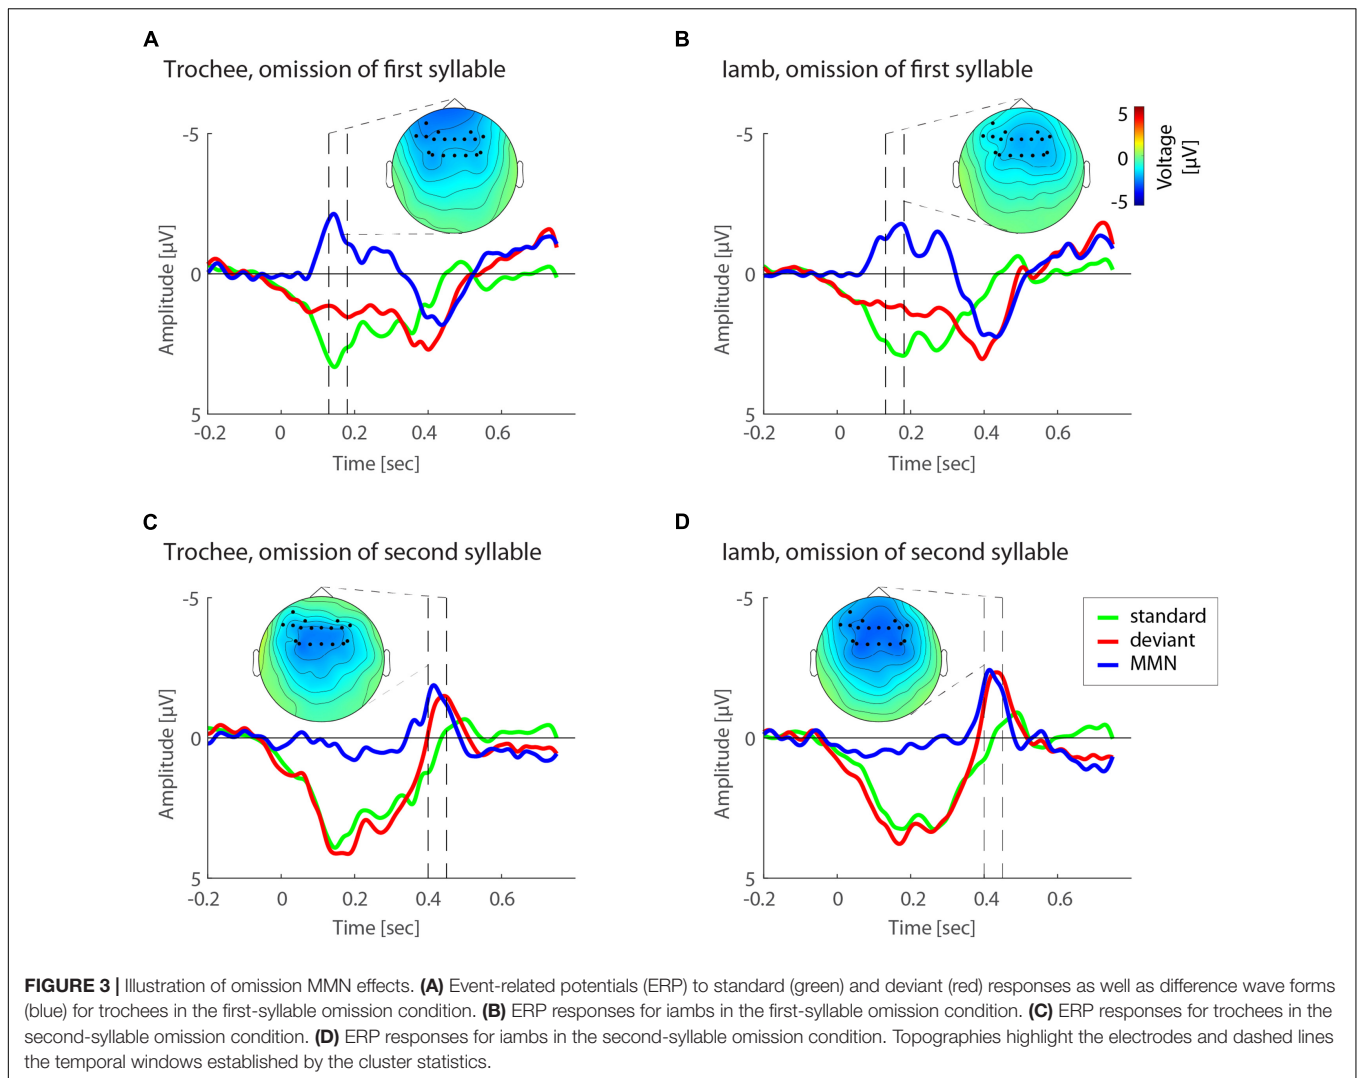 A
Trochee, omission of first syllable
-5
0
5
Amplitude [µV]
-0.2 0 0.2 0.4 0.6
Time [sec]
B
Iamb, omission of first syllable
5
0
-5
Voltage
[µV]
-5
0
5
Amplitude [µV]
-0.2 0 0.2 0.4 0.6
Time [sec]
C
Trochee, omission of second syllable
-5
0
5
Amplitude [µV]
-0.2 0 0.2 0.4 0.6
Time [sec]
D
Iamb, omission of second syllable
-5
0
5
Amplitude [µV]
-0.2 0 0.2 0.4 0.6
Time [sec]
standard
deviant
MMN
FIGURE 3 | Illustration of omission MMN effects. (A) Event-related potentials (ERP) to standard (green) and deviant (red) responses as well as difference wave forms
(blue) for trochees in the first-syllable omission condition. (B) ERP responses for iambs in the first-syllable omission condition. (C) ERP responses for trochees in the
second-syllable omission condition. (D) ERP responses for iambs in the second-syllable omission condition. Topographies highlight the electrodes and dashed lines
the temporal windows established by the cluster statistics.